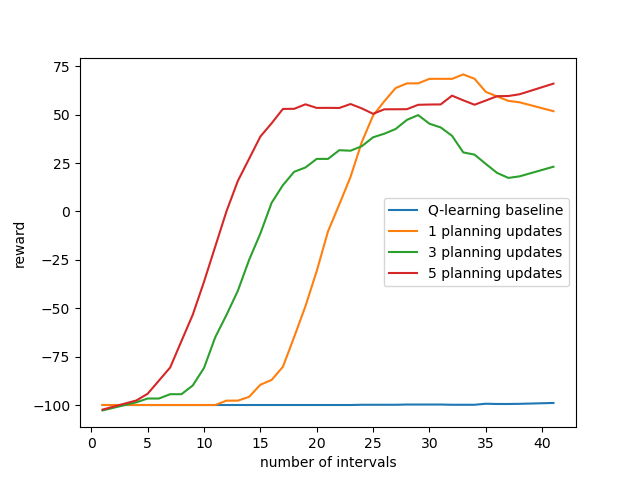 75
50
25
0
−25
−50
−75
−100
reward
Q-learning baseline
1 planning updates
3 planning updates
5 planning updates
0 5 10 15 20 25 30 35 40
number of intervals